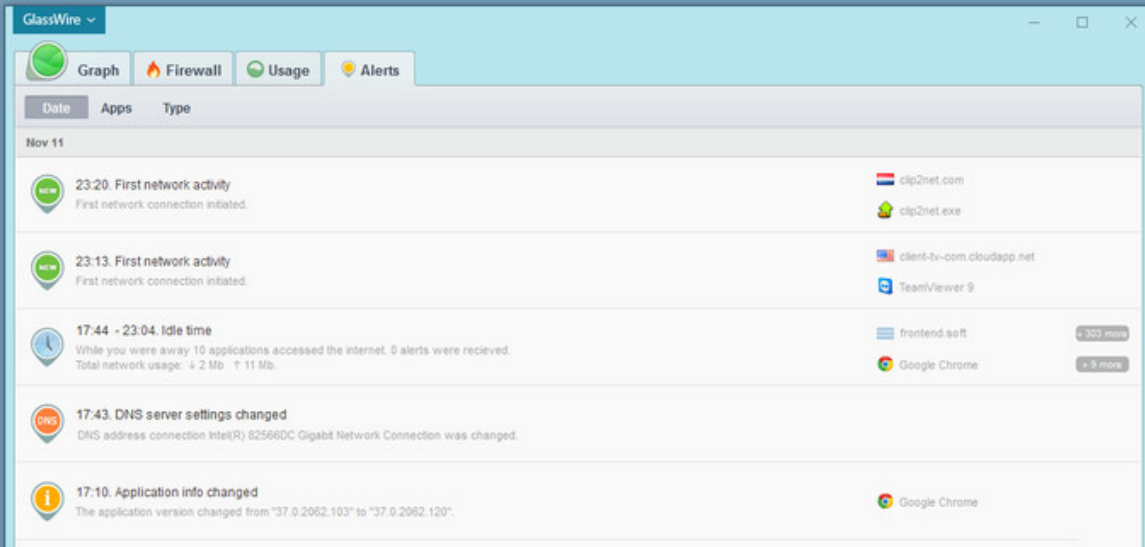 GlassWire
Graph Firewall Usage Alerts
Date Apps Type
Nov 11
NEW
23:20. First network activity
First network connection initiated.
clip2net.com
clip2net.exe
NEW
23:13. First network activity
First network connection initiated.
client-tv-com.cloudapp.net
TeamViewer 9
17:44 - 23:04. Idle time
While you were away 10 applications accessed the internet. 0 alerts were recieved.
Total network usage: ↓ 2 Mb ↑ 11 Mb.
frontend.soft + 303 more
Google Chrome + 9 more
DNS
17:43. DNS server settings changed
DNS address connection Intel(R) 82566DC Gigabit Network Connection was changed.
17:10. Application info changed
The application version changed from "37.0.2062.103" to "37.0.2062.120".
Google Chrome